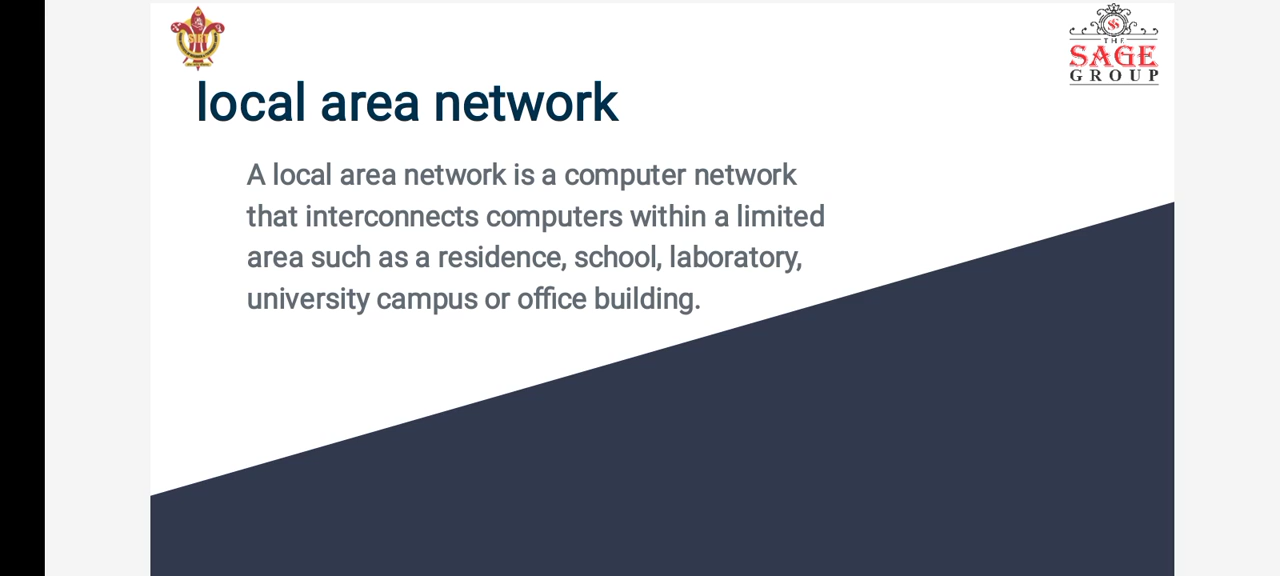 SIRT
THE
SAGE
GROUP
local area network
A local area network is a computer network
that interconnects computers within a limited
area such as a residence, school, laboratory,
university campus or office building.